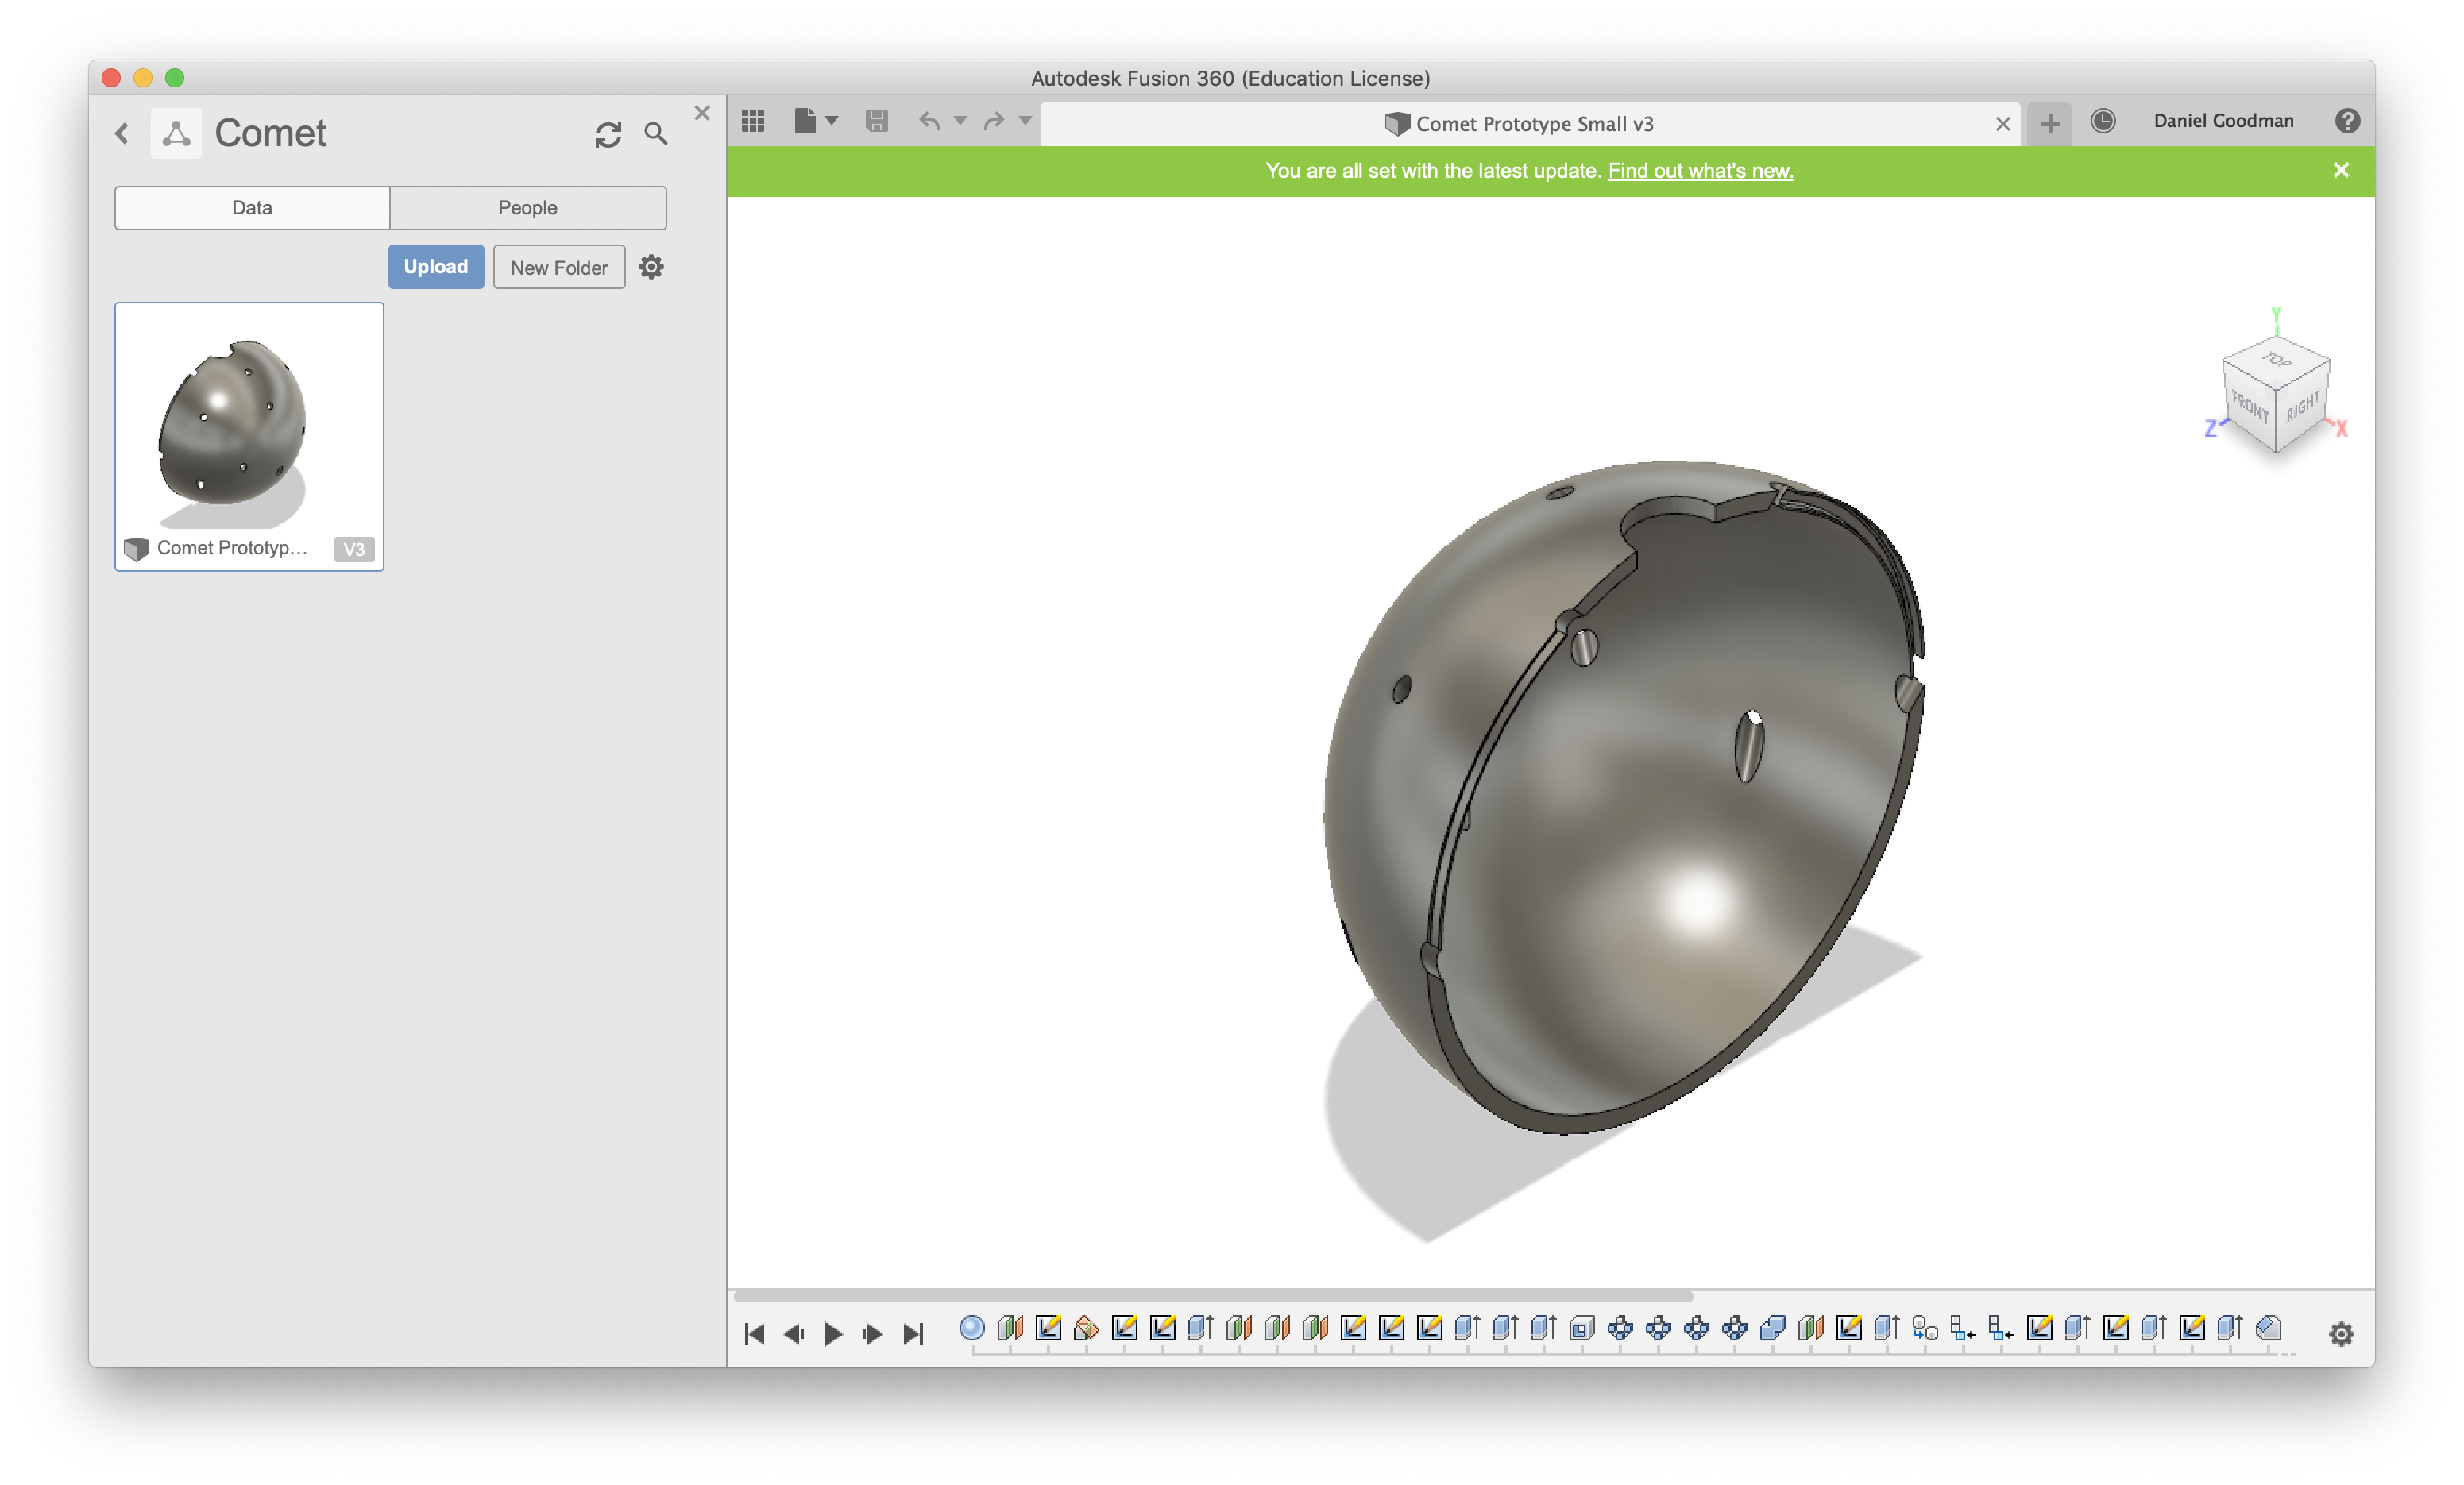 Autodesk Fusion 360 (Education License)
Comet
Comet Prototype Small v3
Daniel Goodman
You are all set with the latest update. Find out what's new.
Data
People
Upload
New Folder
Comet Prototyp...
V3
Y
TOP
FRONT
RIGHT
Z
X